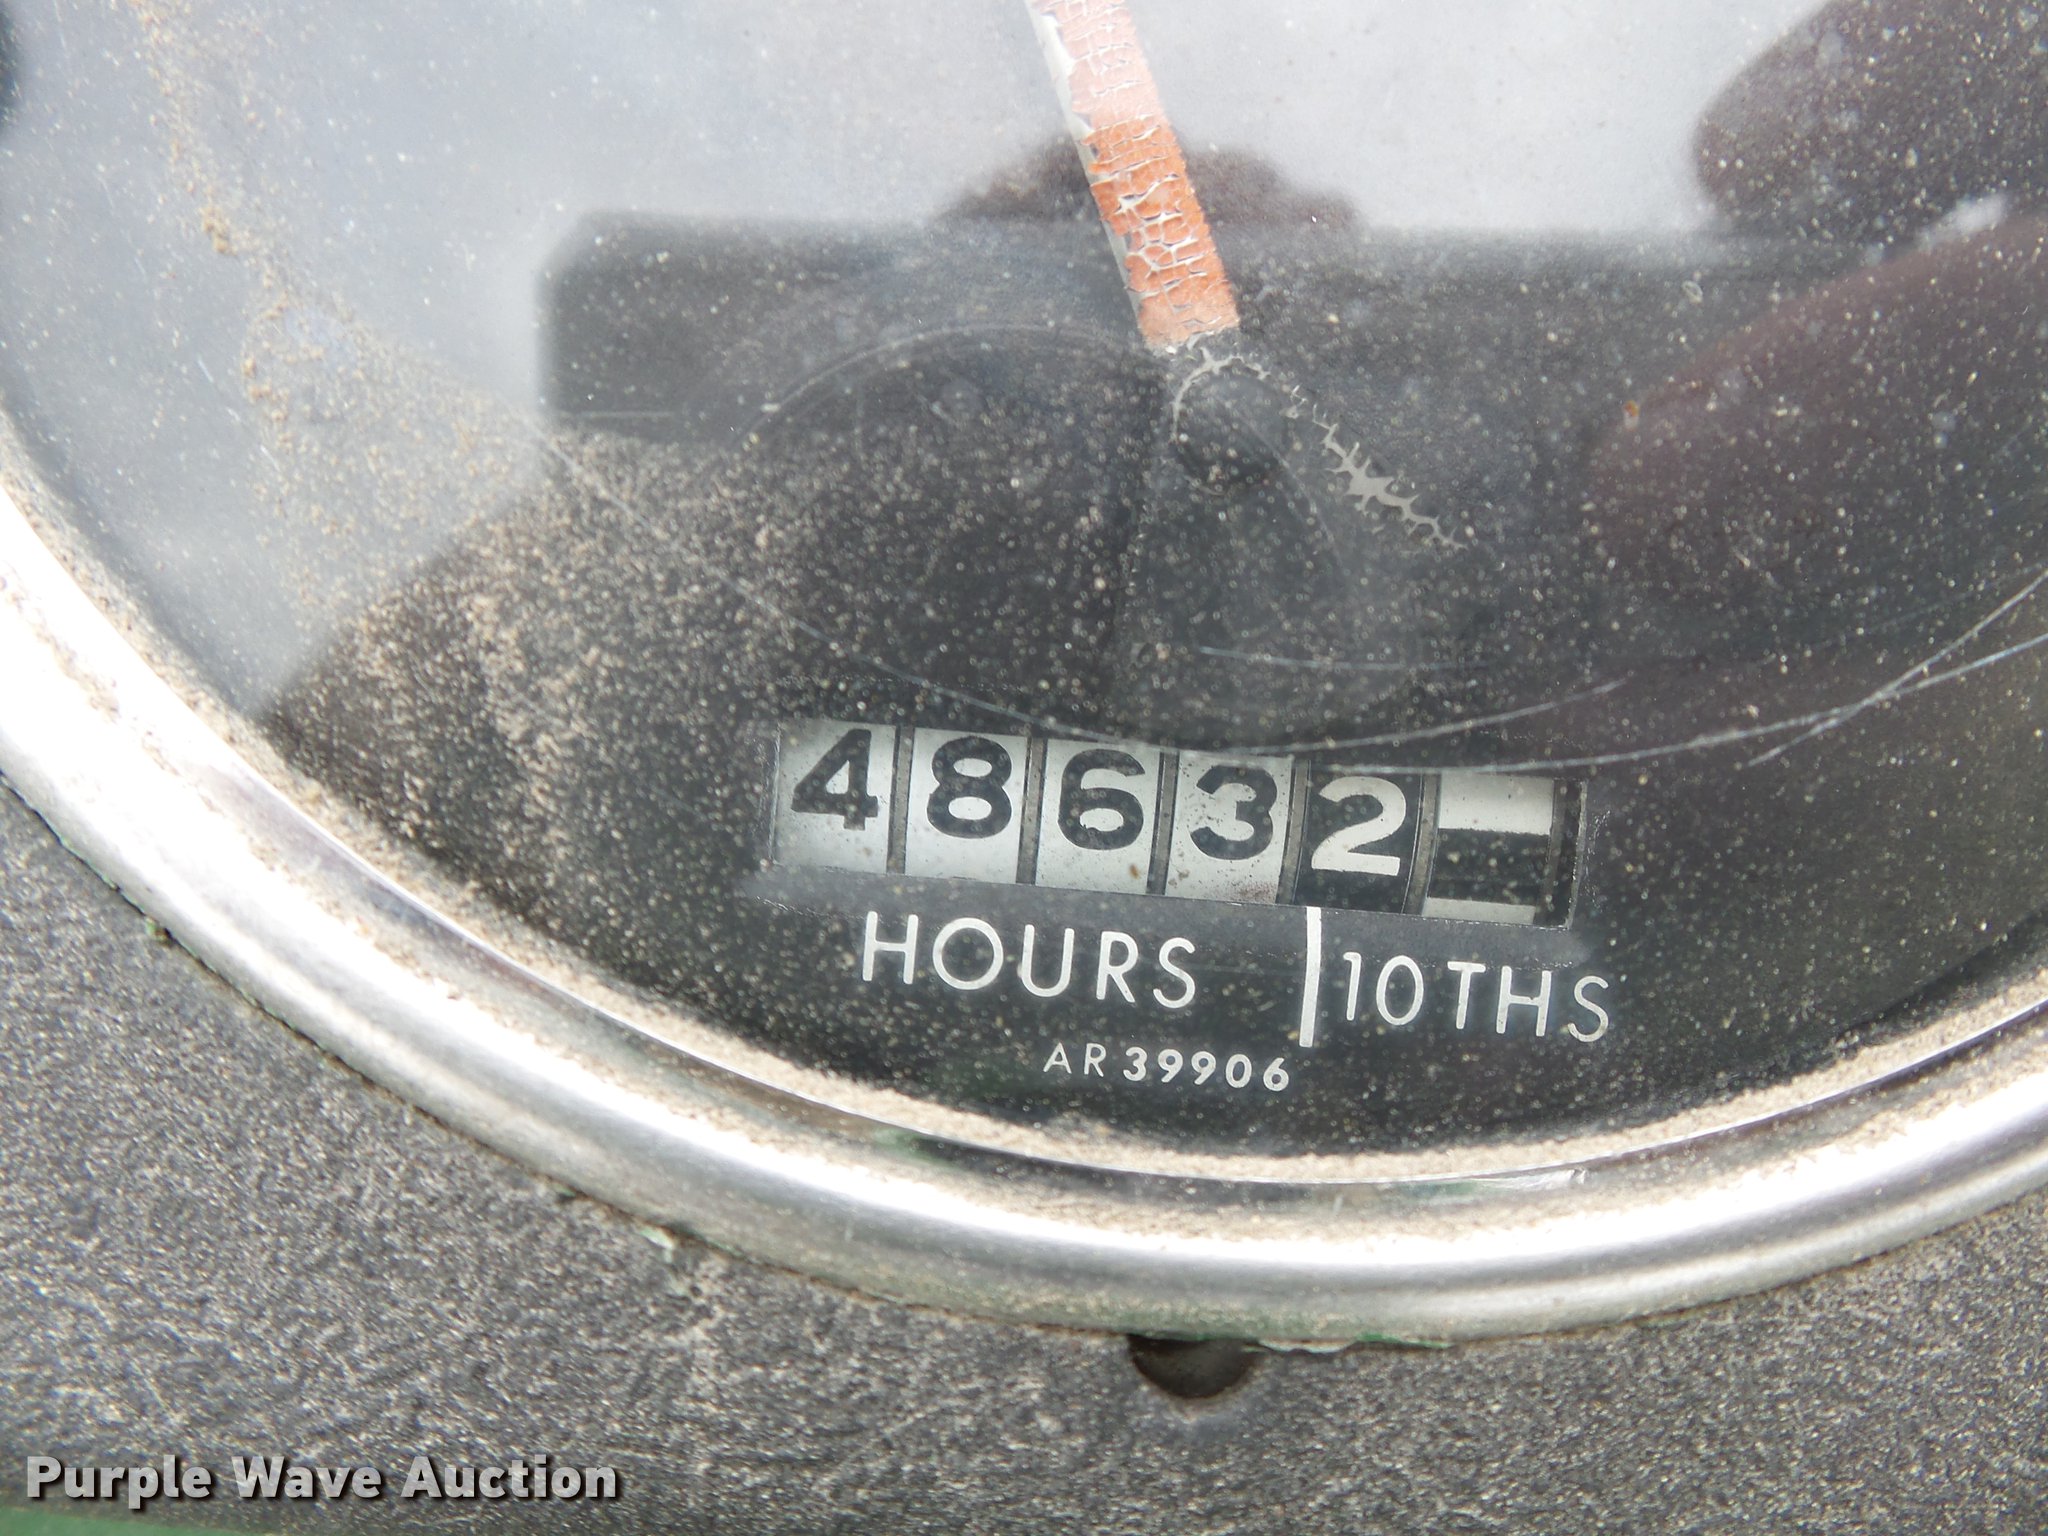 48632
HOURS | 10THS
AR39906
Purple Wave Auction